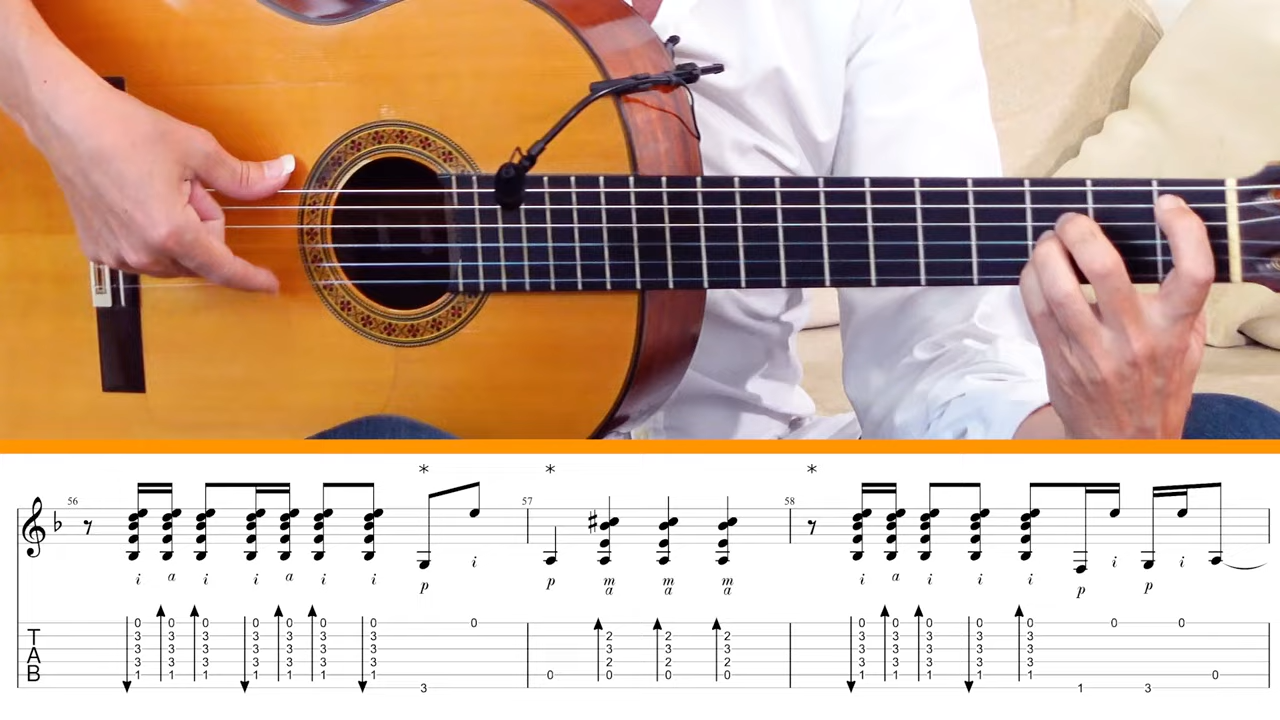 * * *
56 57 58
i a i i a i i p i p m m m i a i i i p i p i
a a a
0 0 0 0 0 0 0 0 0 0 0 0 0 0 0
T 3 3 3 3 3 3 3 2 2 2 3 3 3 3 3
A 3 3 3 3 3 3 3 3 3 3 3 3 3 3 3
3 3 3 3 3 3 3 2 2 2 3 3 3 3 3
B 1 1 1 1 1 1 1 0 0 0 0 1 1 1 1 1 0
3 1 3